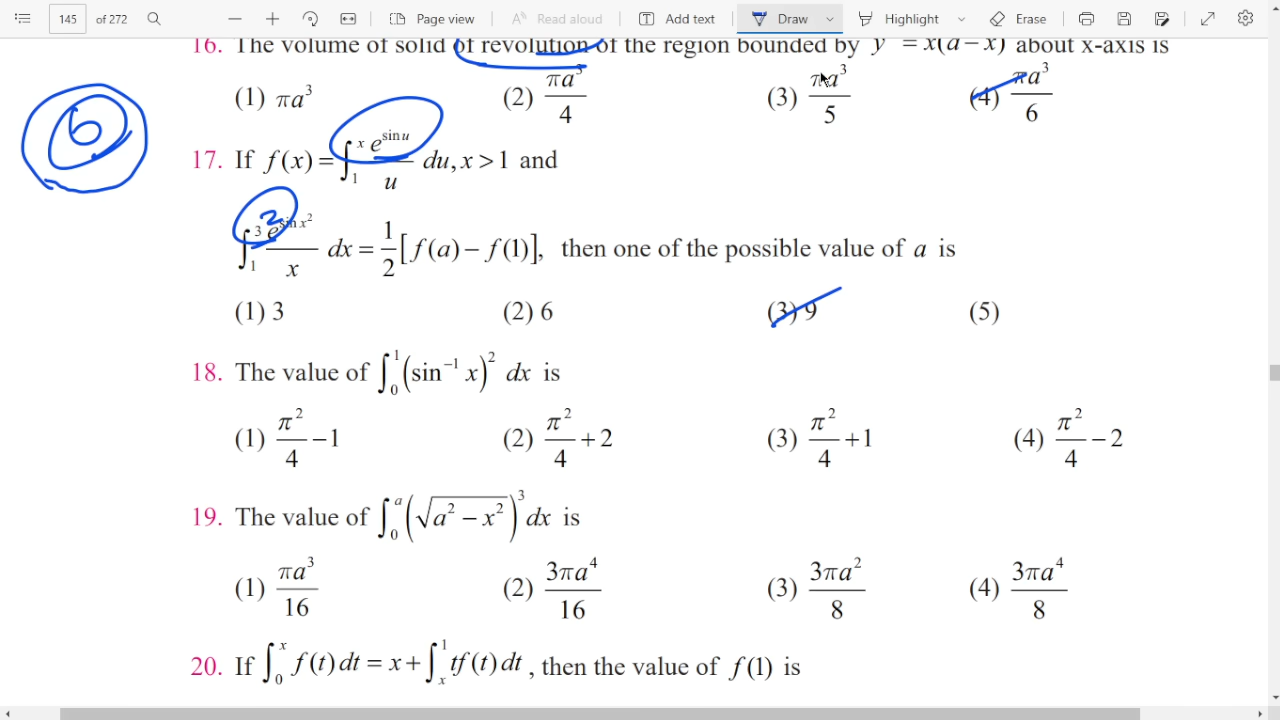 145 of 272 Page view Read aloud Add text Draw Highlight Erase
16. The volume of solid of revolution of the region bounded by y = x(a − x) about x-axis is
(1) πa³ (2) πa³/4 (3) πa³/5 (4) πa³/6
6
17. If f(x) = ∫₁ˣ e^(sin u)/u du, x > 1 and
2
∫₁³ e^(sin x²)/x dx = 1/2 [f(a) − f(1)], then one of the possible value of a is
(1) 3 (2) 6 (3) 9 (5)
18. The value of ∫₀¹ (sin⁻¹ x)² dx is
(1) π²/4 − 1 (2) π²/4 + 2 (3) π²/4 + 1 (4) π²/4 − 2
19. The value of ∫₀ᵃ (√(a² − x²))³ dx is
(1) πa³/16 (2) 3πa⁴/16 (3) 3πa²/8 (4) 3πa⁴/8
20. If ∫₀ˣ f(t) dt = x + ∫ₓ¹ tf(t) dt, then the value of f(1) is